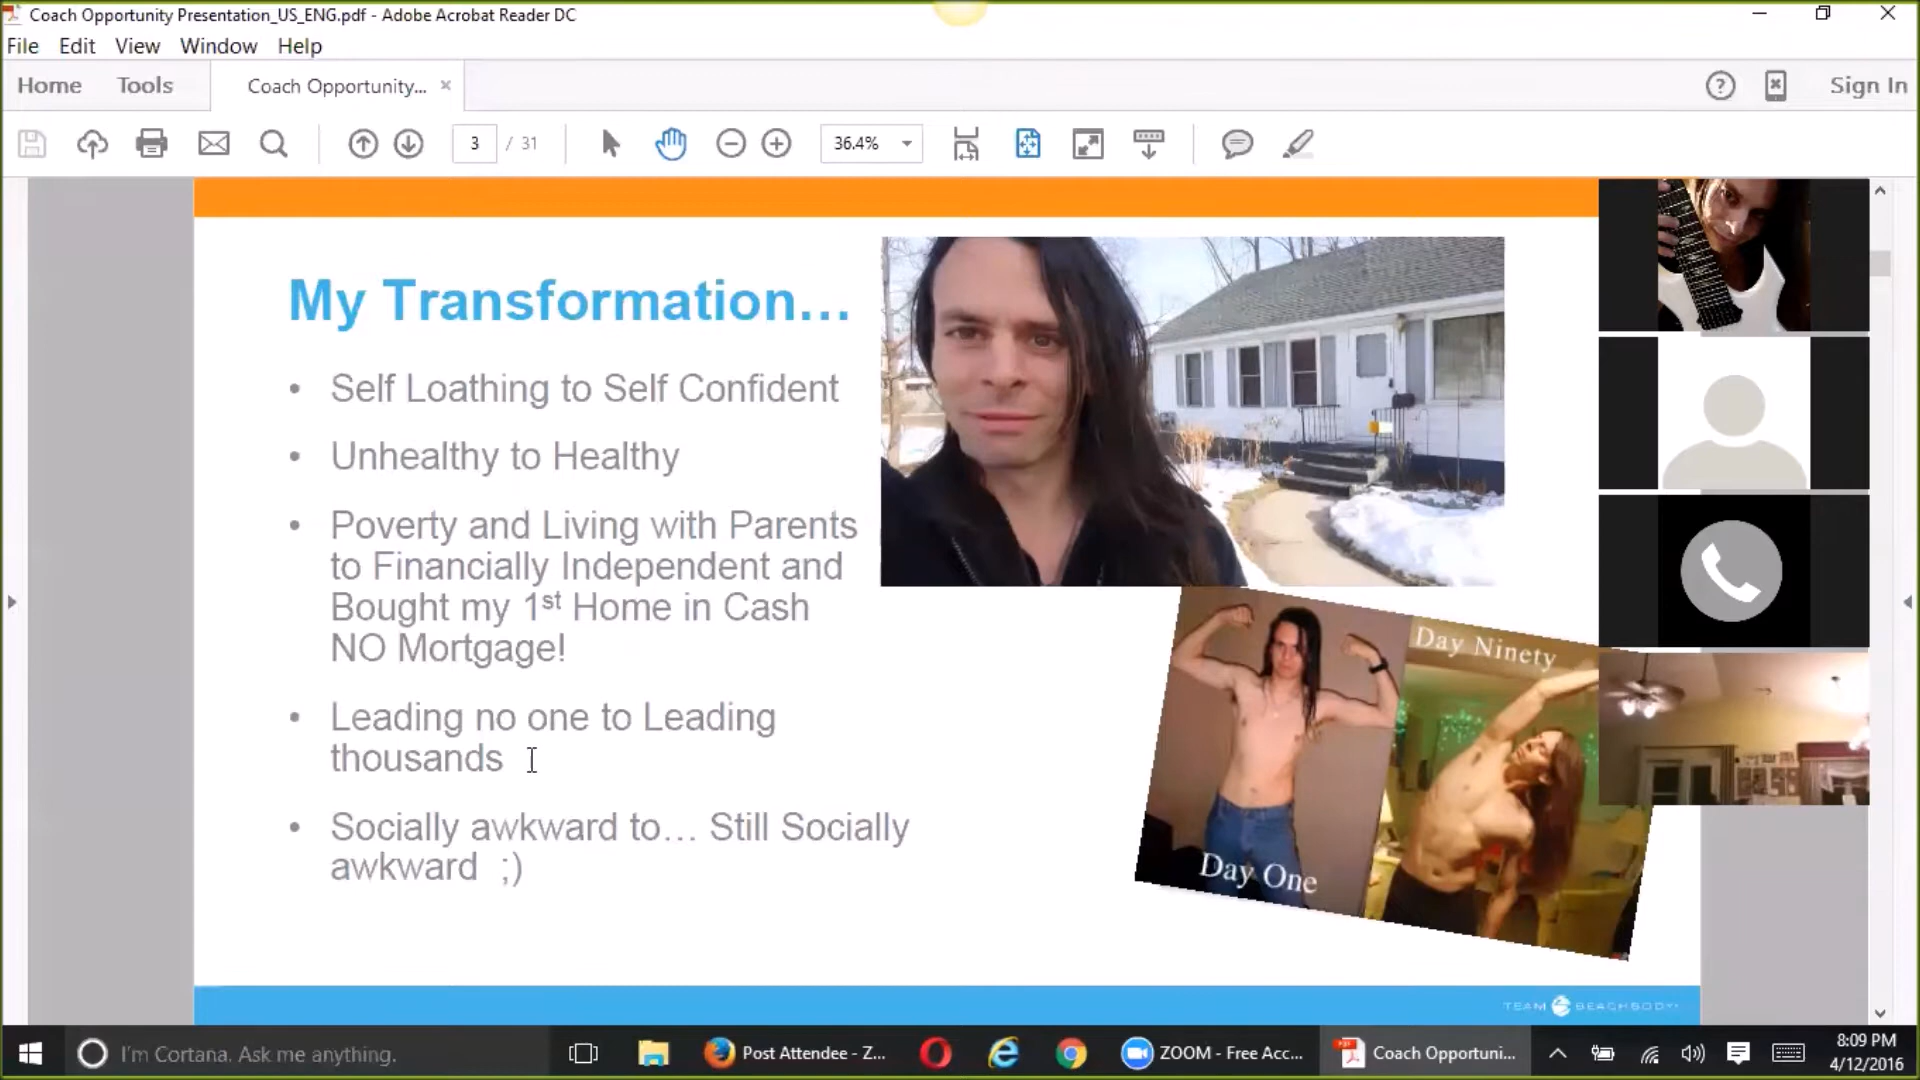 Coach Opportunity Presentation_US_ENG.pdf - Adobe Acrobat Reader DC
File Edit View Window Help
Home Tools Coach Opportunity... × Sign In
3 / 31 36.4%
My Transformation...
• Self Loathing to Self Confident
• Unhealthy to Healthy
• Poverty and Living with Parents
to Financially Independent and
Bought my 1st Home in Cash
NO Mortgage!
• Leading no one to Leading
thousands
• Socially awkward to... Still Socially
awkward ;)
Day Ninety
Day One
TEAM BEACHBODY
I'm Cortana. Ask me anything.
Post Attendee - Z...
ZOOM - Free Acc...
Coach Opportuni...
8:09 PM
4/12/2016